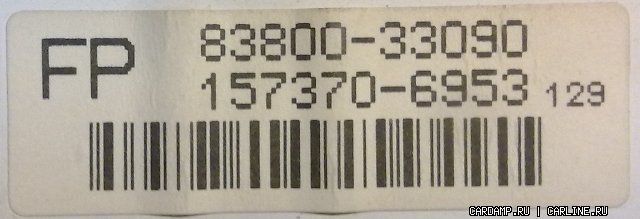 FP
83800-33090
157370-6953 129
CARDAMP.RU | CARLINE.RU